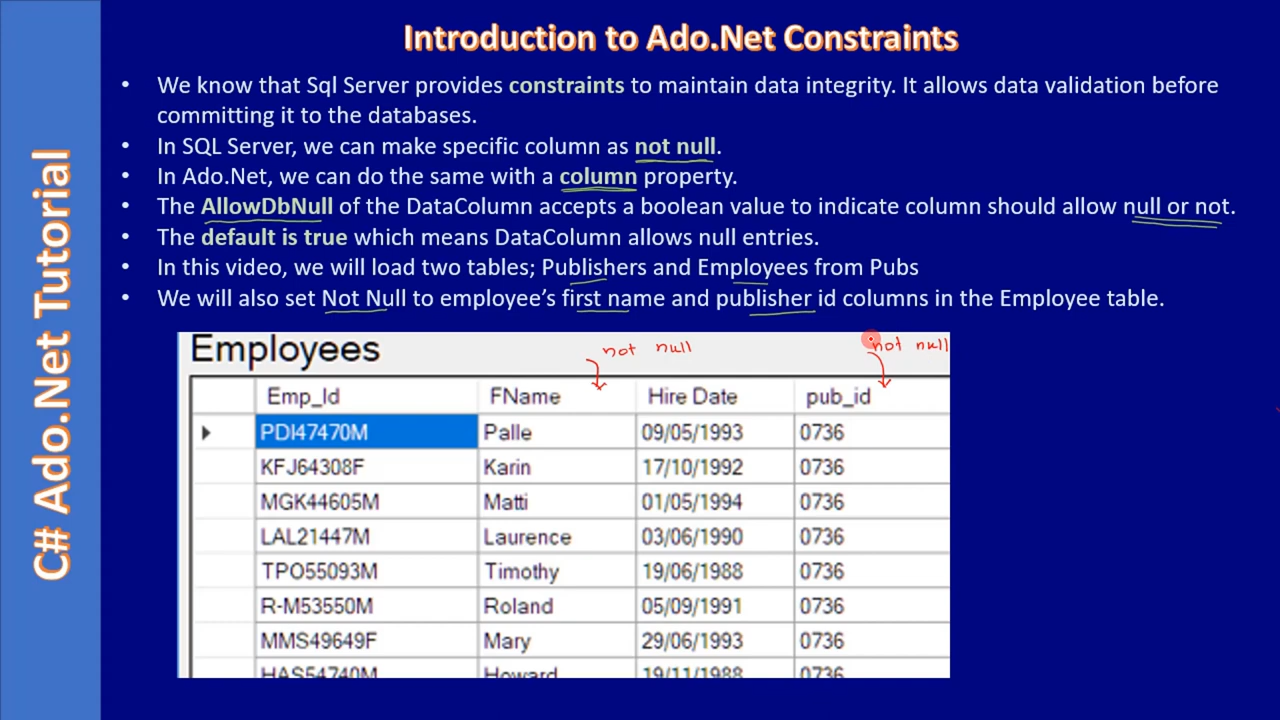 Introduction to Ado.Net Constraints
C# Ado.Net Tutorial
• We know that Sql Server provides constraints to maintain data integrity. It allows data validation before
committing it to the databases.
• In SQL Server, we can make specific column as not null.
• In Ado.Net, we can do the same with a column property.
• The AllowDbNull of the DataColumn accepts a boolean value to indicate column should allow null or not.
• The default is true which means DataColumn allows null entries.
• In this video, we will load two tables; Publishers and Employees from Pubs
• We will also set Not Null to employee's first name and publisher id columns in the Employee table.
Employees not null not null
Emp_Id FName Hire Date pub_id
PDI47470M Palle 09/05/1993 0736
KFJ64308F Karin 17/10/1992 0736
MGK44605M Matti 01/05/1994 0736
LAL21447M Laurence 03/06/1990 0736
TPO55093M Timothy 19/06/1988 0736
R-M53550M Roland 05/09/1991 0736
MMS49649F Mary 29/06/1993 0736
HAS54740M Howard 19/11/1988 0736